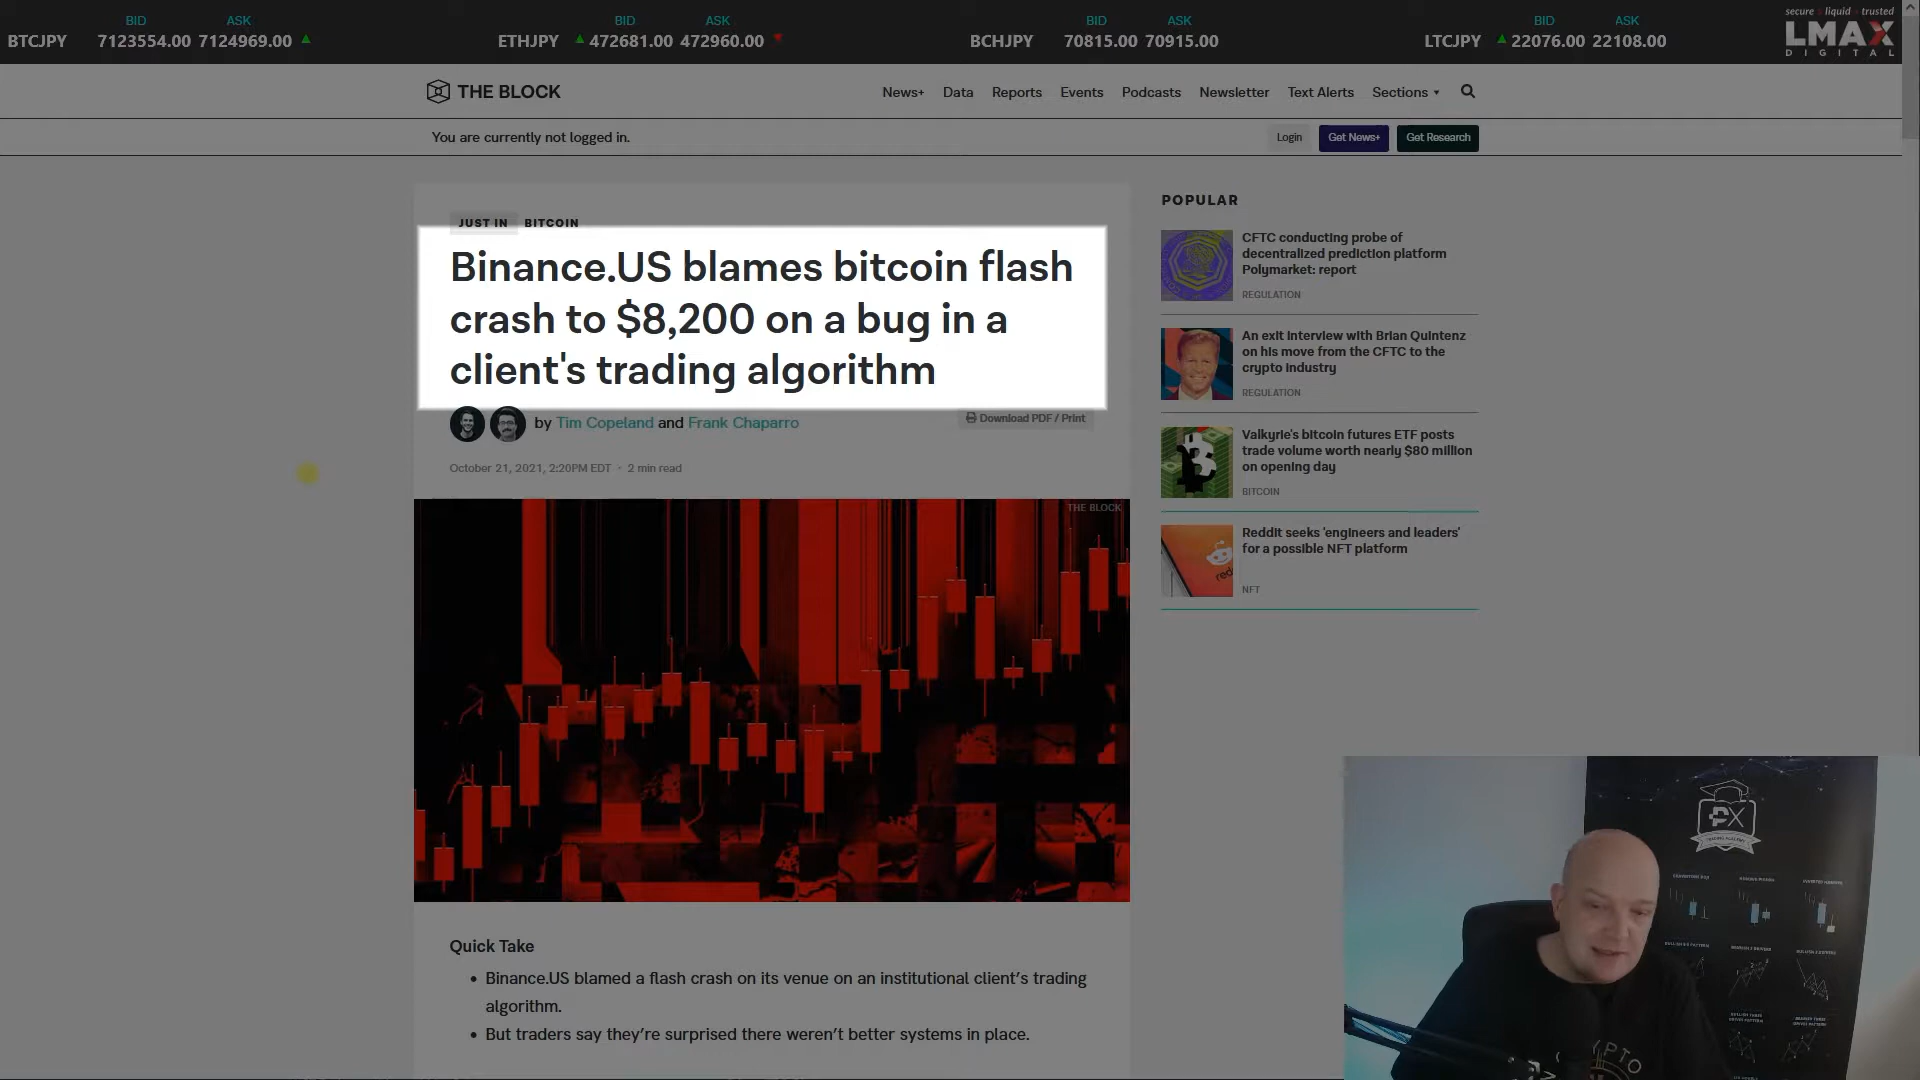 BID ASK BID ASK BID ASK BID ASK
BTCJPY 7123554.00 7124969.00 ETHJPY 472681.00 472960.00 BCHJPY 70815.00 70915.00 LTCJPY 22076.00 22108.00
secure liquid trusted
LMAX
DIGITAL
THE BLOCK
News+ Data Reports Events Podcasts Newsletter Text Alerts Sections
You are currently not logged in.
Login Get News+ Get Research
JUST IN BITCOIN
Binance.US blames bitcoin flash
crash to $8,200 on a bug in a
client's trading algorithm
by Tim Copeland and Frank Chaparro
Download PDF / Print
October 21, 2021, 2:20PM EDT · 2 min read
THE BLOCK
Quick Take
• Binance.US blamed a flash crash on its venue on an institutional client's trading
algorithm.
• But traders say they're surprised there weren't better systems in place.
POPULAR
CFTC conducting probe of
decentralized prediction platform
Polymarket: report
REGULATION
An exit interview with Brian Quintenz
on his move from the CFTC to the
crypto industry
REGULATION
Valkyrie's bitcoin futures ETF posts
trade volume worth nearly $80 million
on opening day
BITCOIN
Reddit seeks 'engineers and leaders'
for a possible NFT platform
NFT